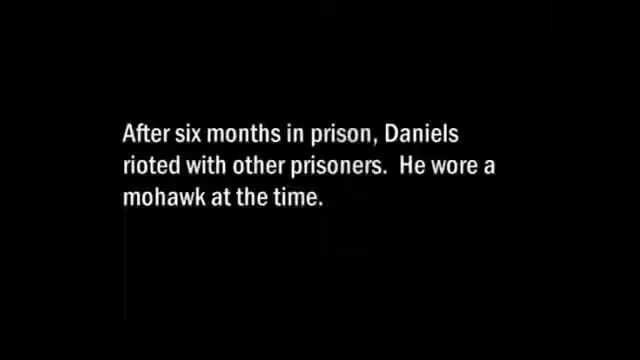 After six months in prison, Daniels
rioted with other prisoners.  He wore a
mohawk at the time.